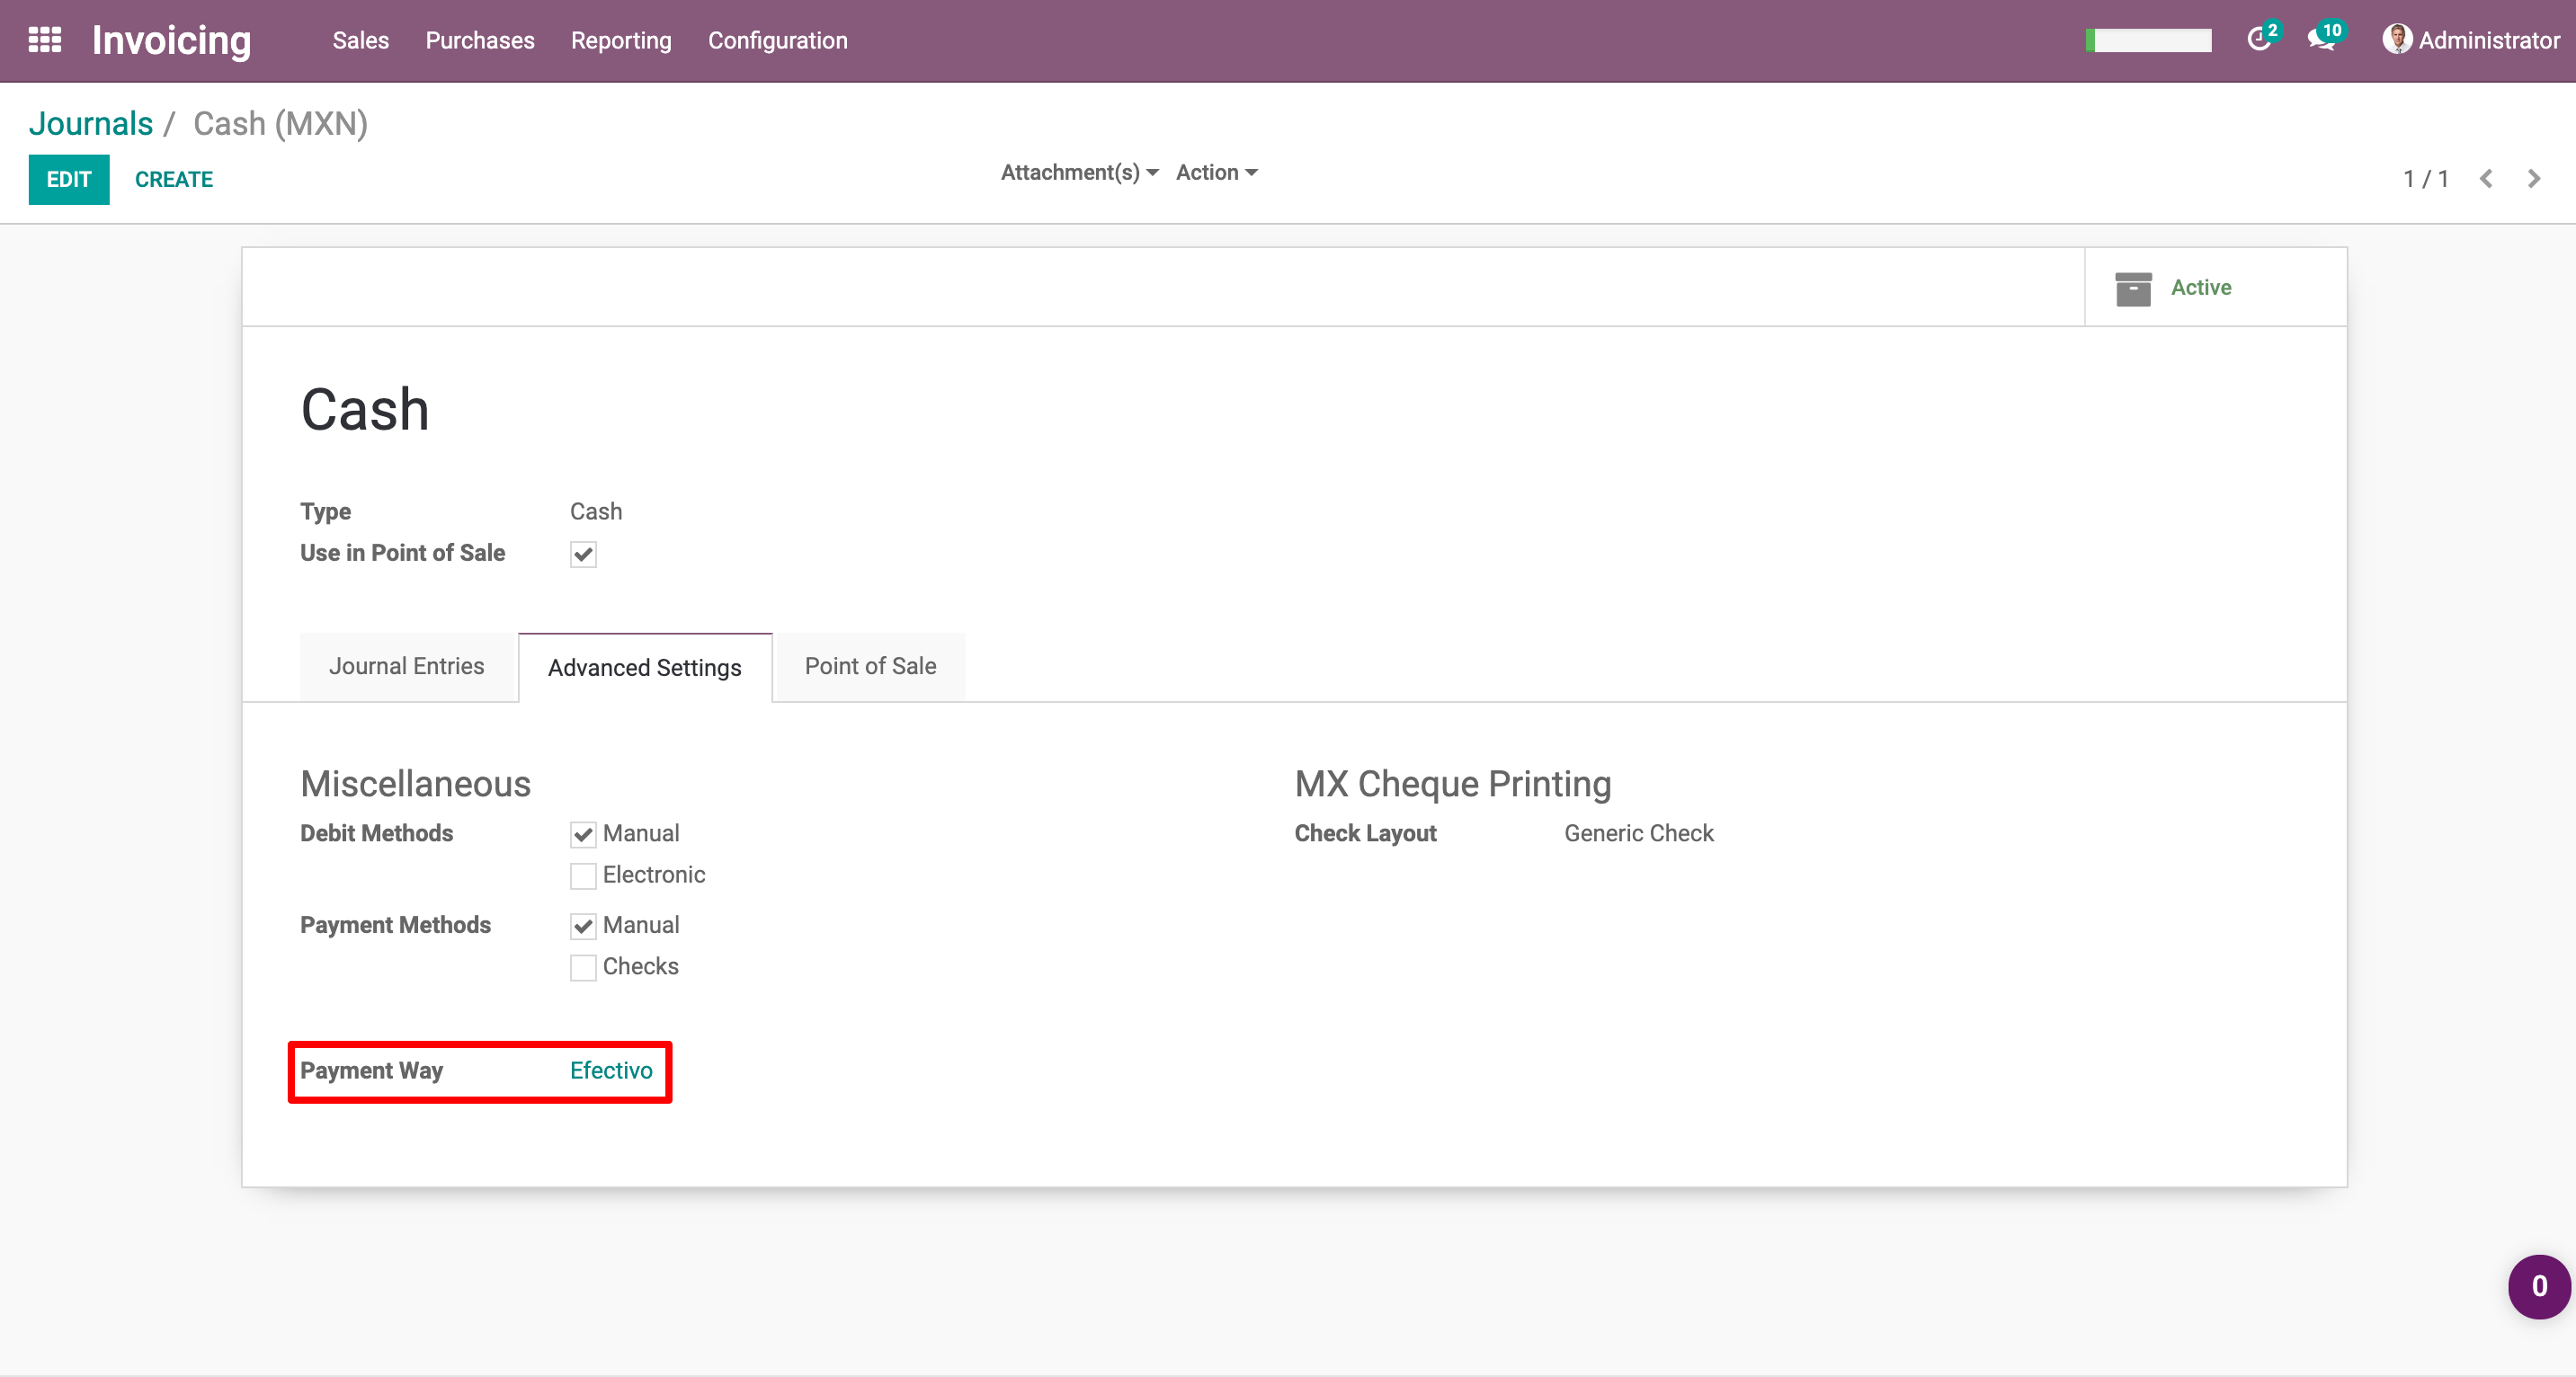 Invoicing Sales Purchases Reporting Configuration 2 10 Administrator
Journals / Cash (MXN)
EDIT CREATE Attachment(s) Action 1 / 1
Active
Cash
Type Cash
Use in Point of Sale
Journal Entries Advanced Settings Point of Sale
Miscellaneous
Debit Methods Manual
Electronic
Payment Methods Manual
Checks
Payment Way Efectivo
MX Cheque Printing
Check Layout Generic Check
0